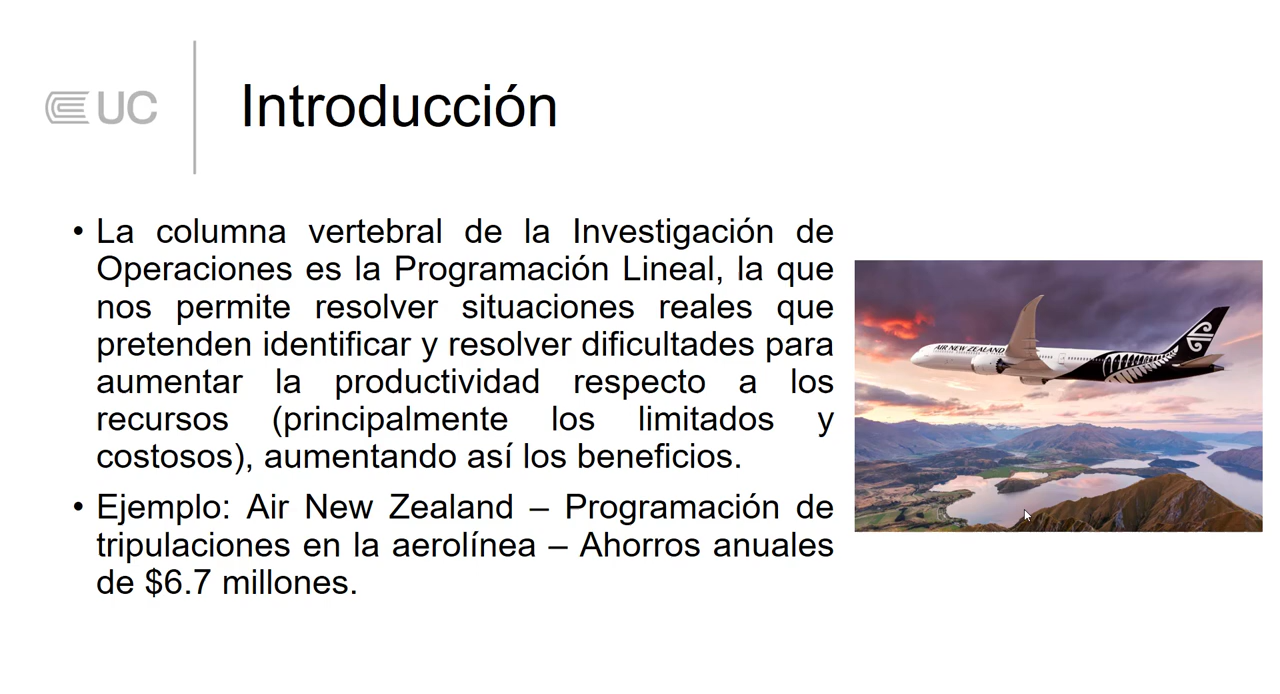 UC
Introducción
• La columna vertebral de la Investigación de
Operaciones es la Programación Lineal, la que
nos permite resolver situaciones reales que
pretenden identificar y resolver dificultades para
aumentar la productividad respecto a los
recursos (principalmente los limitados y
costosos), aumentando así los beneficios.
• Ejemplo: Air New Zealand – Programación de
tripulaciones en la aerolínea – Ahorros anuales
de $6.7 millones.
AIR NEW ZEALAND